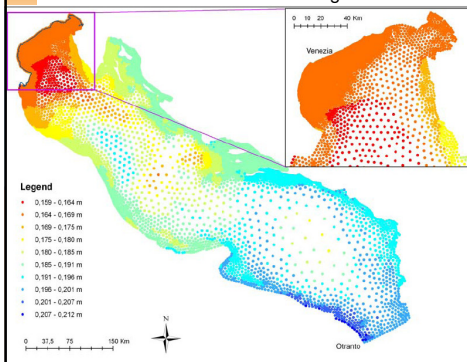 0 10 20 40 Km
Venezia
Legend
0,159 - 0,164 m
0,164 - 0,169 m
0,169 - 0,175 m
0,175 - 0,180 m
0,180 - 0,185 m
0,185 - 0,191 m
0,191 - 0,196 m
0,196 - 0,201 m
0,201 - 0,207 m
0,207 - 0,212 m
N
0 37,5 75 150 Km
Otranto